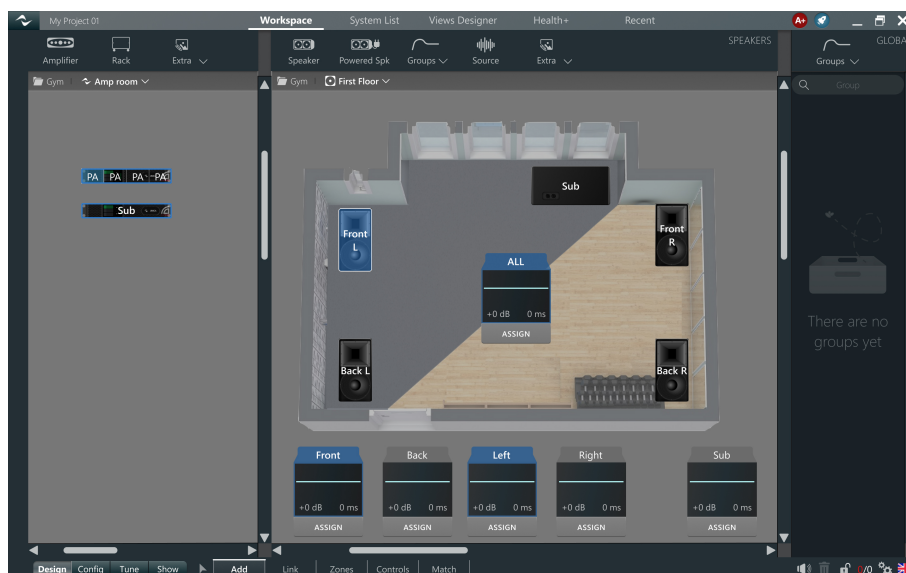 My Project 01
Workspace
System List
Views Designer
Health+
Recent
A+
Amplifier
Rack
Extra
Speaker
Powered Spk
Groups
Source
Extra
SPEAKERS
Groups
GLOBA
Gym
Amp room
Gym
First Floor
Group
PA PA PA PA
Sub
Sub
Front
L
Front
R
ALL
+0 dB 0 ms
ASSIGN
Back L
Back R
There are no
groups yet
Front
Back
Left
Right
Sub
+0 dB 0 ms
+0 dB 0 ms
+0 dB 0 ms
+0 dB 0 ms
+0 dB 0 ms
ASSIGN
ASSIGN
ASSIGN
ASSIGN
ASSIGN
Design
Config
Tune
Show
Add
Link
Zones
Controls
Match
0/0